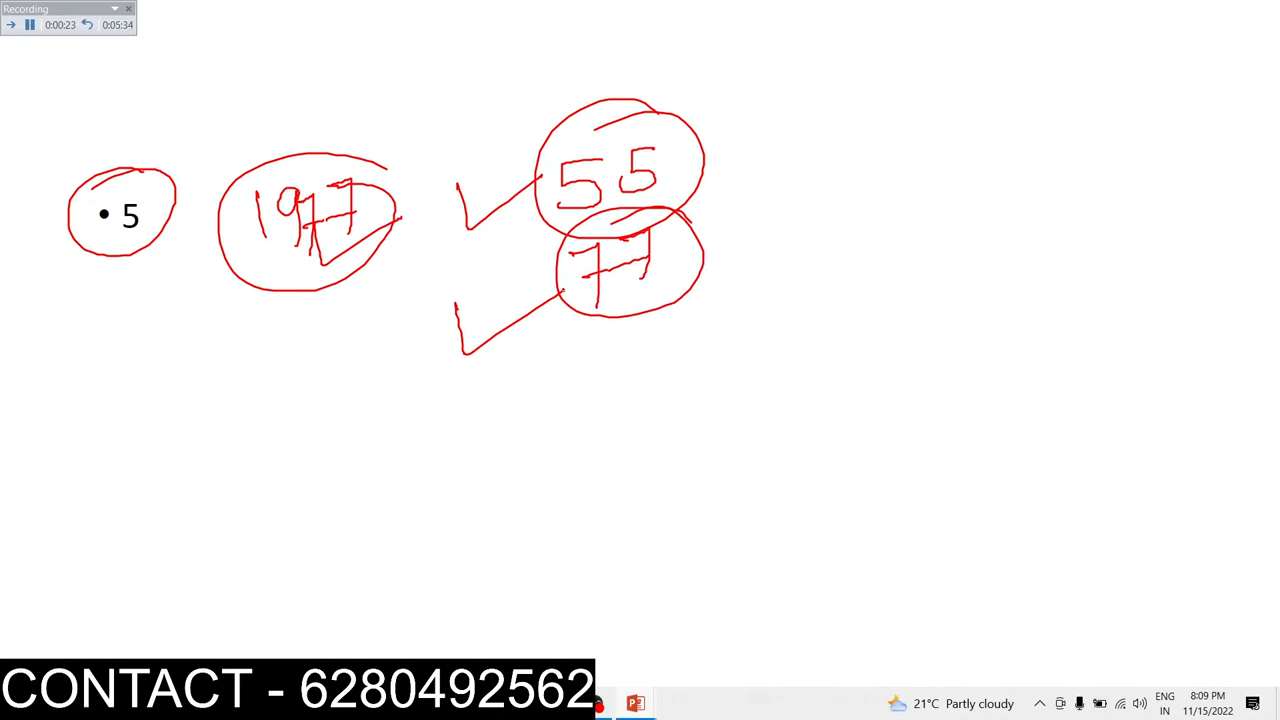 Recording
0:00:23 0:05:34
• 5
1977
55
77
CONTACT - 6280492562
21°C Partly cloudy
ENG
IN
8:09 PM
11/15/2022